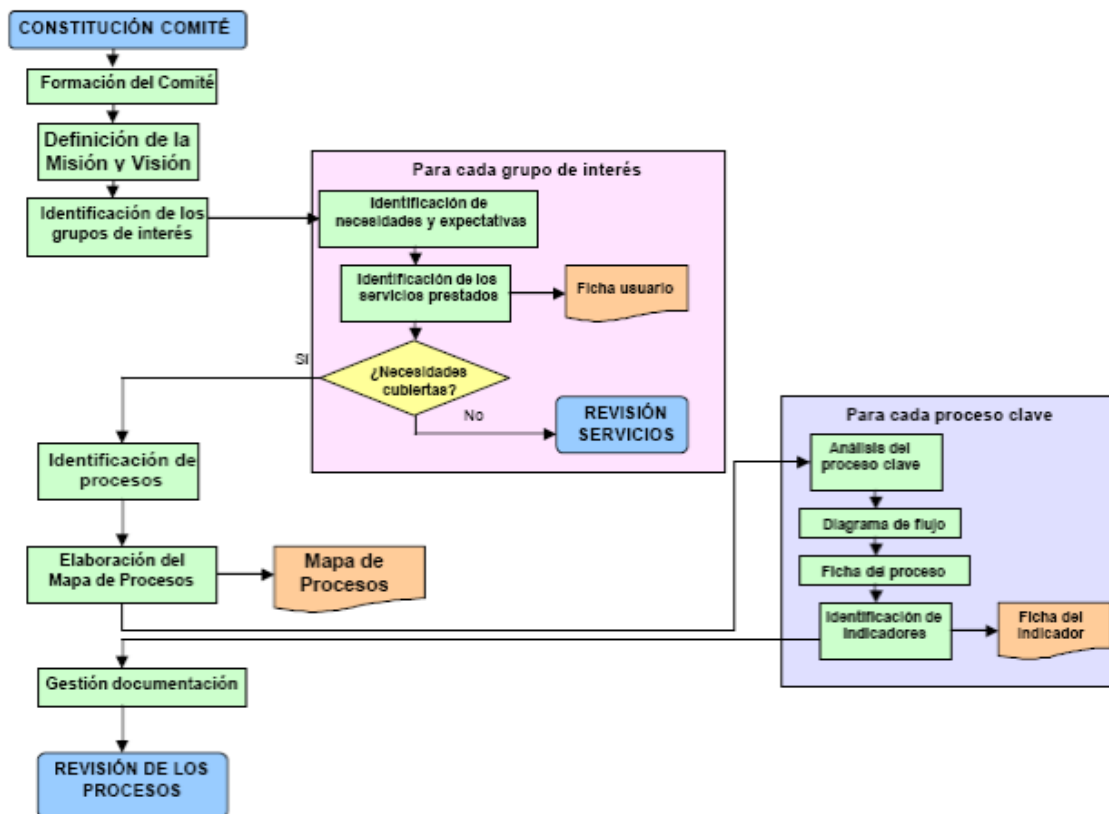 CONSTITUCIÓN COMITÉ
Formación del Comité
Definición de la
Misión y Visión
Identificación de los
grupos de interés
Para cada grupo de interés
Identificación de
necesidades y expectativas
Identificación de los
servicios prestados
Ficha usuario
¿Necesidades
cubiertas?
Si
No
REVISIÓN
SERVICIOS
Identificación de
procesos
Elaboración del
Mapa de Procesos
Mapa de
Procesos
Para cada proceso clave
Análisis del
proceso clave
Diagrama de flujo
Ficha del proceso
Identificación de
Indicadores
Ficha del
Indicador
Gestión documentación
REVISIÓN DE LOS
PROCESOS